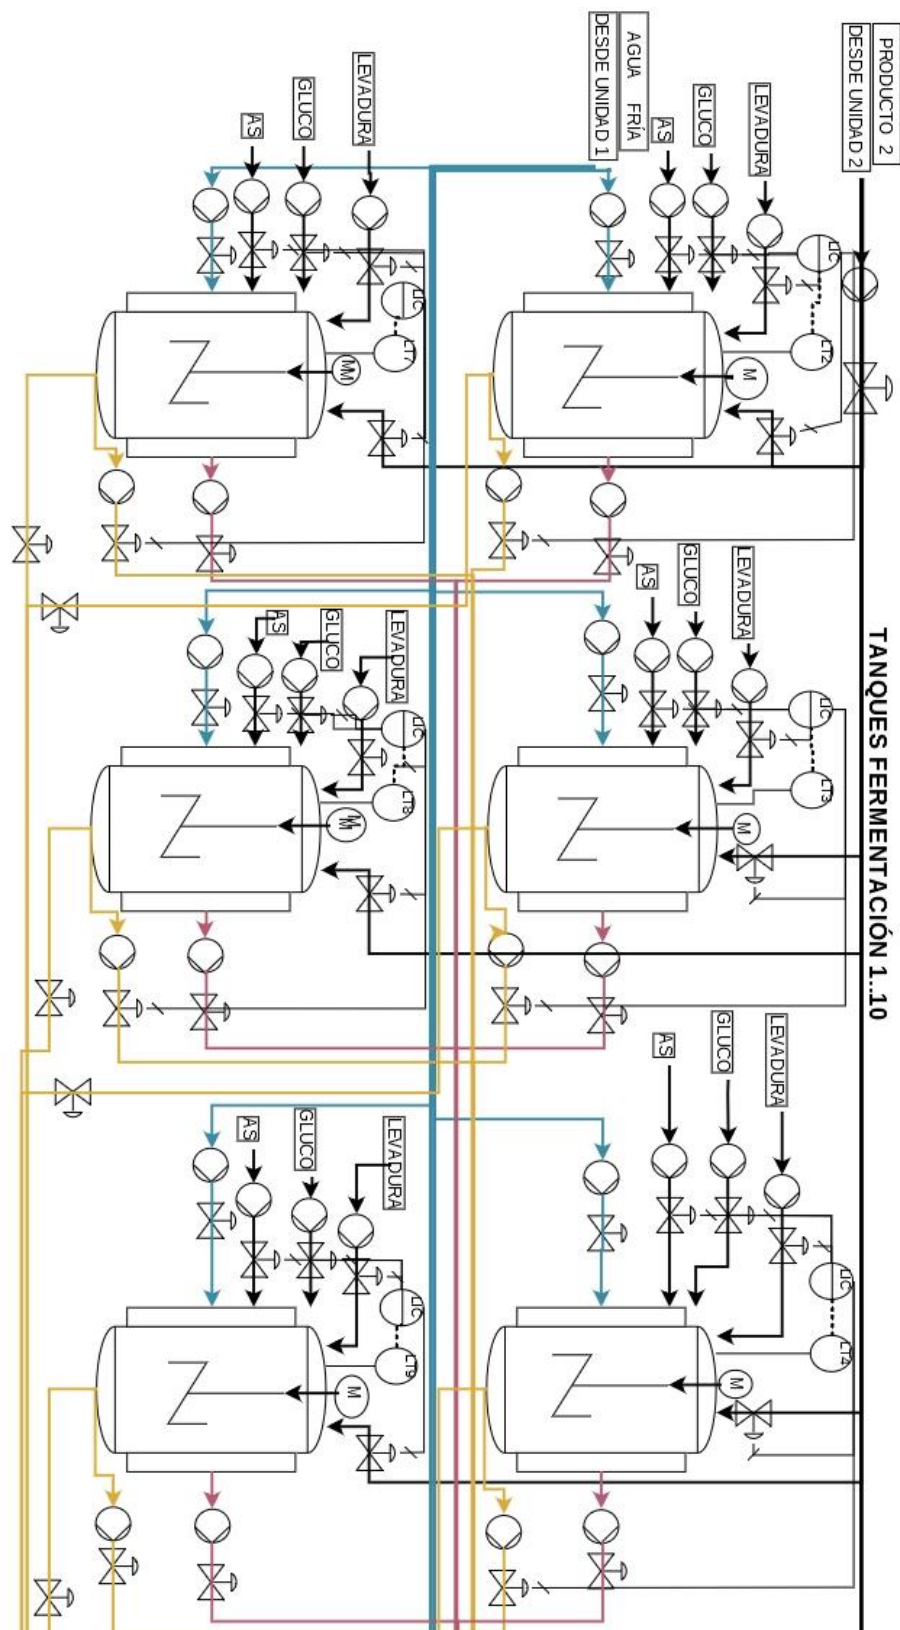 TANQUES FERMENTACIÓN 1..10
PRODUCTO 2
DESDE UNIDAD 2
AGUA FRÍA
DESDE UNIDAD 1
LEVADURA
GLUCO
AS
LIC
LT2
M
LEVADURA
GLUCO
AS
LIC
LT3
M
LEVADURA
GLUCO
AS
LIC
LT4
M
LEVADURA
GLUCO
AS
LIC
LT7
MM
LEVADURA
GLUCO
AS
LIC
LT8
M
LEVADURA
GLUCO
AS
LIC
LT9
M